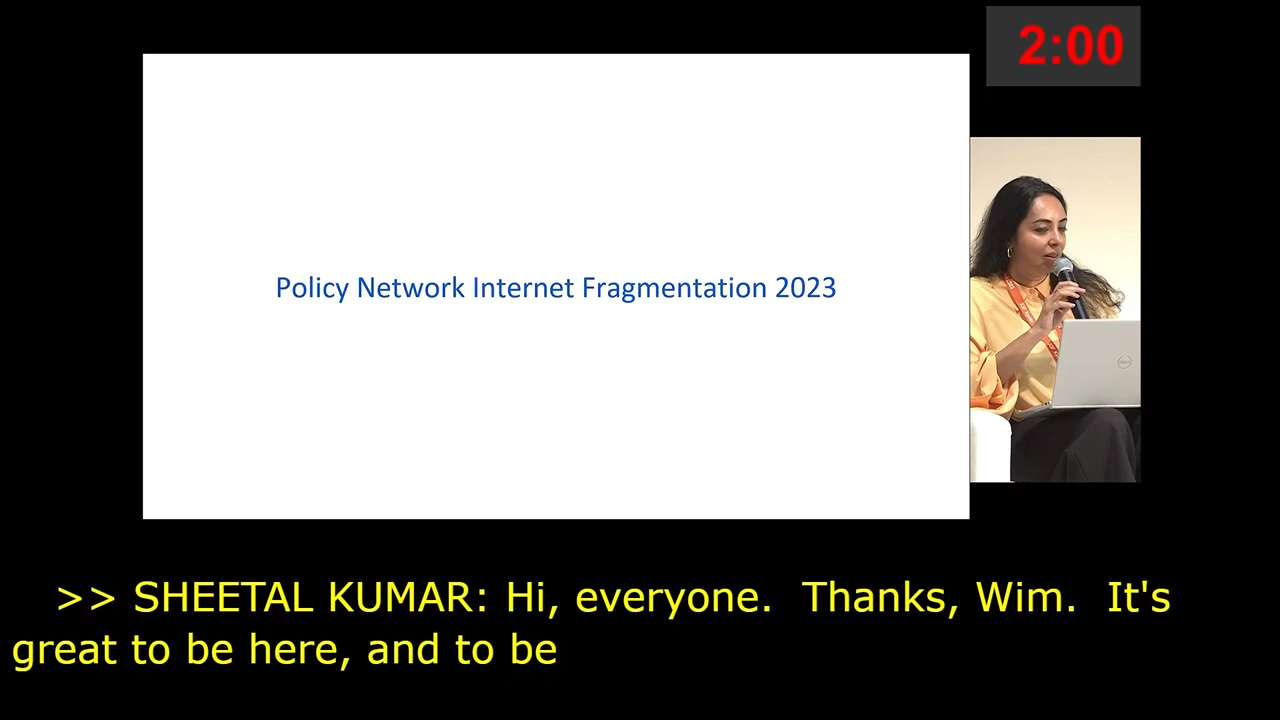 2:00
Policy Network Internet Fragmentation 2023
>> SHEETAL KUMAR: Hi, everyone.  Thanks, Wim.  It's
great to be here, and to be